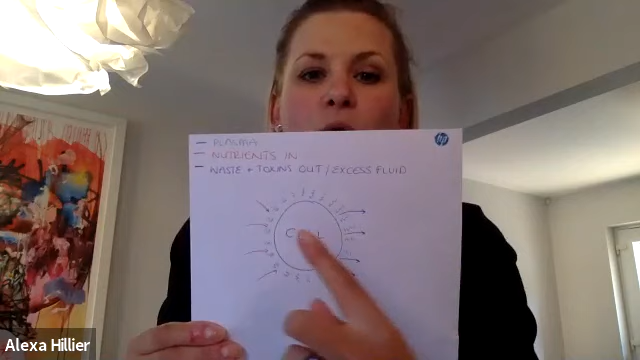 - PLASMA
- NUTRIENTS IN
- WASTE + TOXINS OUT / EXCESS FLUID
hp
Alexa Hillier